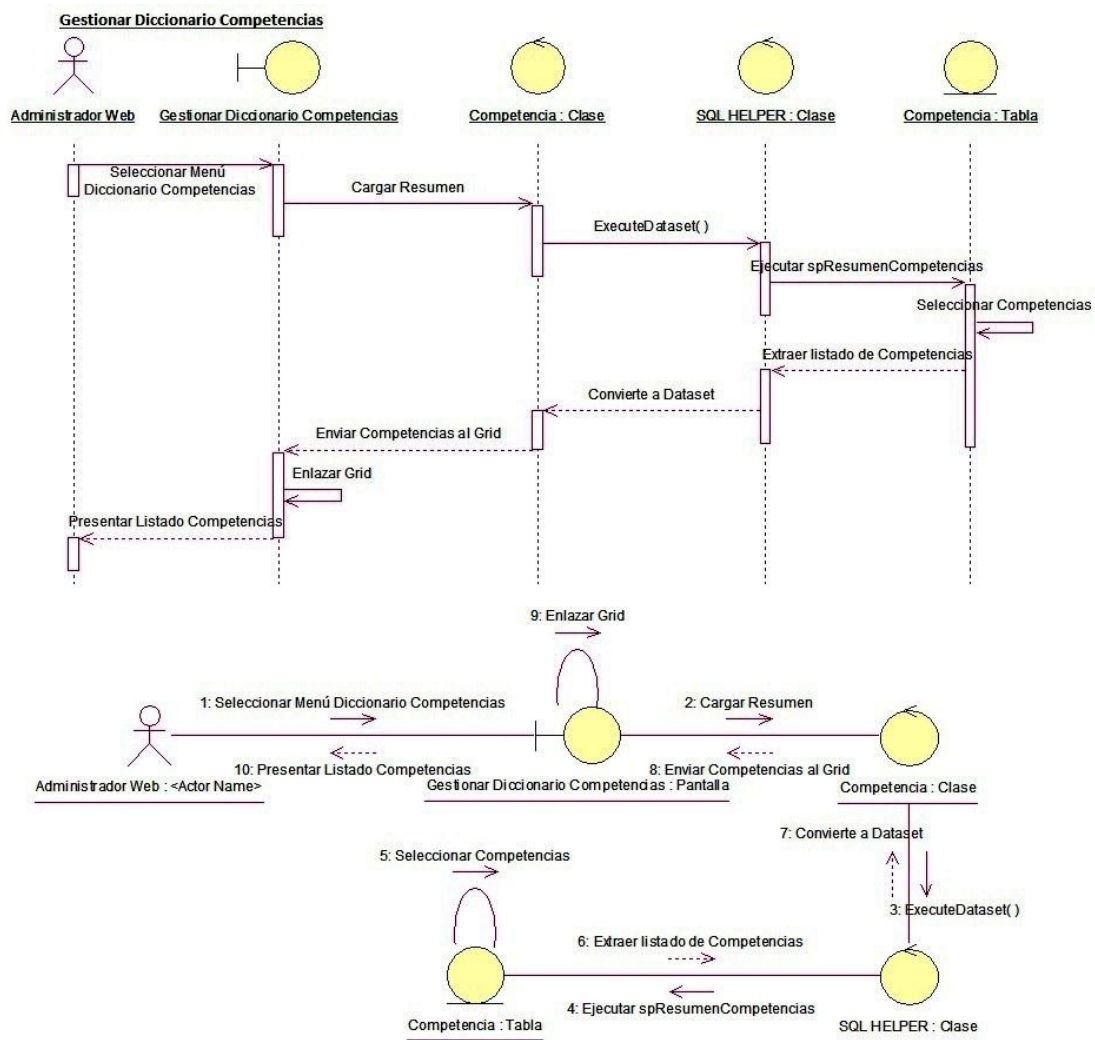 Gestionar Diccionario Competencias
Administrador Web
Gestionar Diccionario Competencias
Competencia : Clase
SQL HELPER : Clase
Competencia : Tabla
Seleccionar Menú
Diccionario Competencias
Cargar Resumen
ExecuteDataset( )
Ejecutar spResumenCompetencias
Seleccionar Competencias
Extraer listado de Competencias
Convierte a Dataset
Enviar Competencias al Grid
Enlazar Grid
Presentar Listado Competencias
9: Enlazar Grid
1: Seleccionar Menú Diccionario Competencias
2: Cargar Resumen
10: Presentar Listado Competencias
8: Enviar Competencias al Grid
Administrador Web : <Actor Name>
Gestionar Diccionario Competencias : Pantalla
Competencia : Clase
7: Convierte a Dataset
5: Seleccionar Competencias
3: ExecuteDataset( )
6: Extraer listado de Competencias
4: Ejecutar spResumenCompetencias
Competencia : Tabla
SQL HELPER : Clase